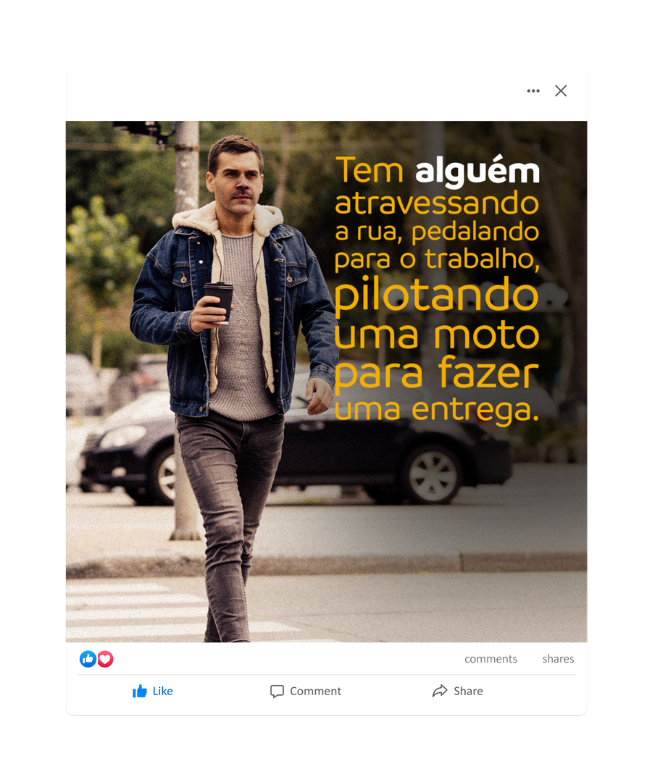 Tem alguém
atravessando
a rua, pedalando
para o trabalho,
pilotando
uma moto
para fazer
uma entrega.
comments shares
Like Comment Share